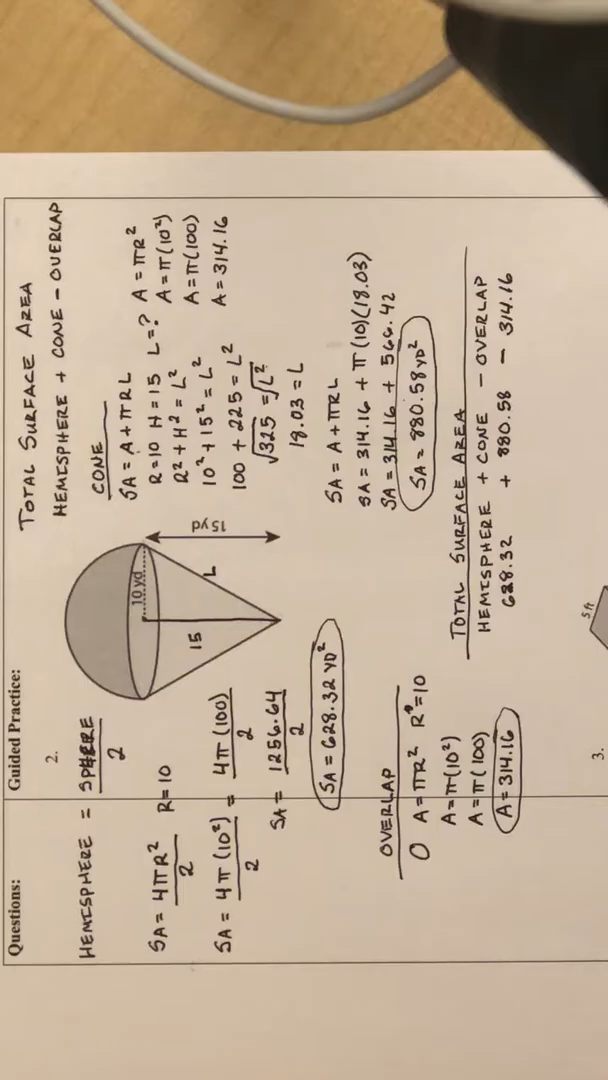 Questions:
Guided Practice:
2.
HEMISPHERE = SPHERE
2
SA = 4πR²
2
R=10
SA = 4π(10²) = 4π(100)
2
2
SA = 1256.64
2
SA = 628.32 YD²
10 yd
15
L
15yd
TOTAL SURFACE AREA
HEMISPHERE + CONE - OVERLAP
CONE
SA = A + πRL
R=10 H=15 L=?
R² + H² = L²
10² + 15² = L²
100 + 225 = L²
√325 = √L²
18.03 = L
A = πR²
A = π(10²)
A = π(100)
A = 314.16
SA = A + πRL
SA = 314.16 + π(10)(18.03)
SA = 314.16 + 566.42
SA = 880.58 YD²
OVERLAP
A = πR² R=10
A = π(10²)
A = π(100)
A = 314.16
TOTAL SURFACE AREA
HEMISPHERE + CONE - OVERLAP
628.32 + 880.58 - 314.16
3.
SA